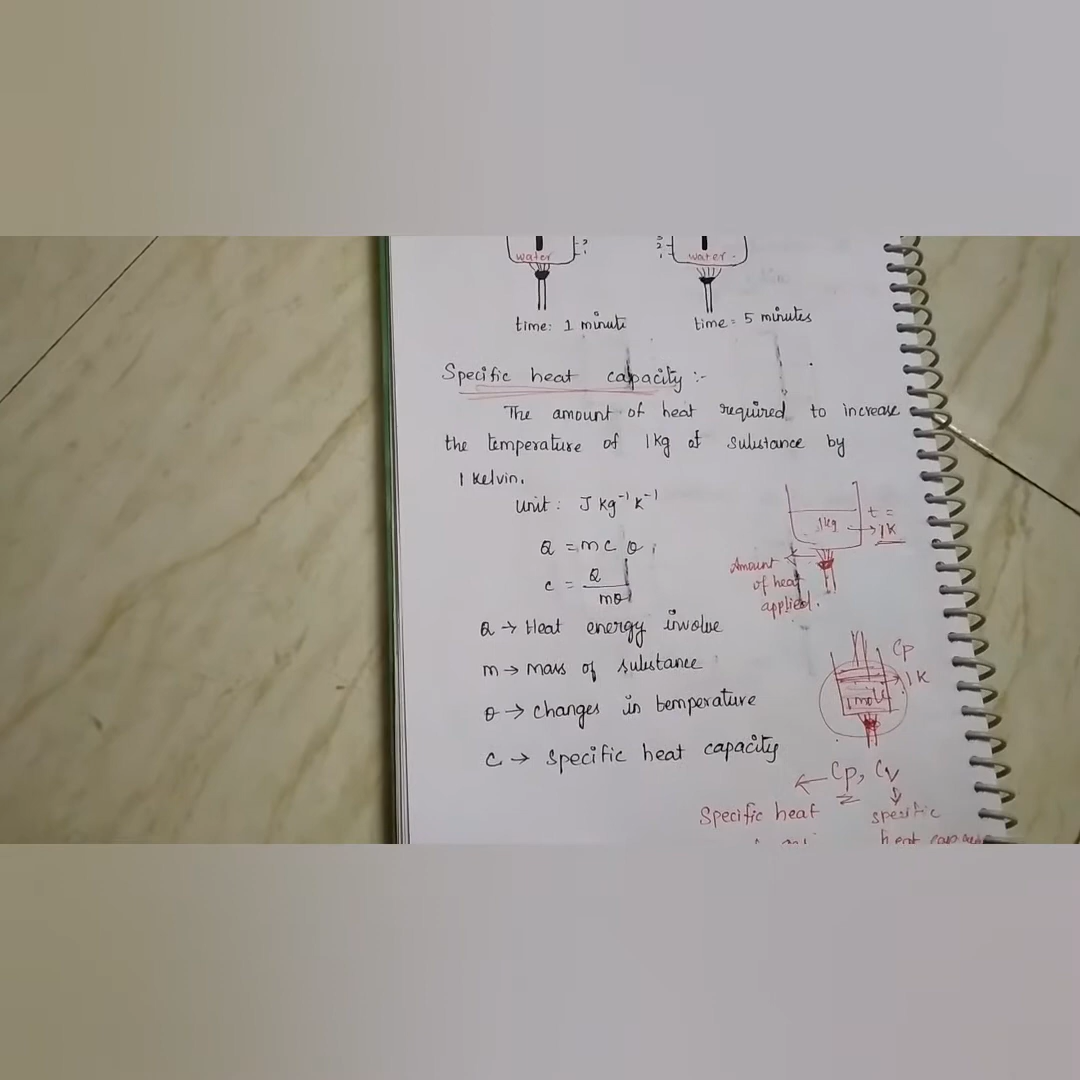 water water
time: 1 minute time = 5 minutes
Specific heat capacity :-
The amount of heat required to increase
the temperature of 1kg of substance by
1 kelvin.
Unit : J kg⁻¹ K⁻¹
1kg → 1K
t =
Q = m c θ
c = Q / mθ
Amount
of heat
applied.
Q → Heat energy involve
m → mass of substance
θ → changes in temperature
c → specific heat capacity
Cp
1K
1 mole
← Cp, Cv
Specific heat
specific
heat